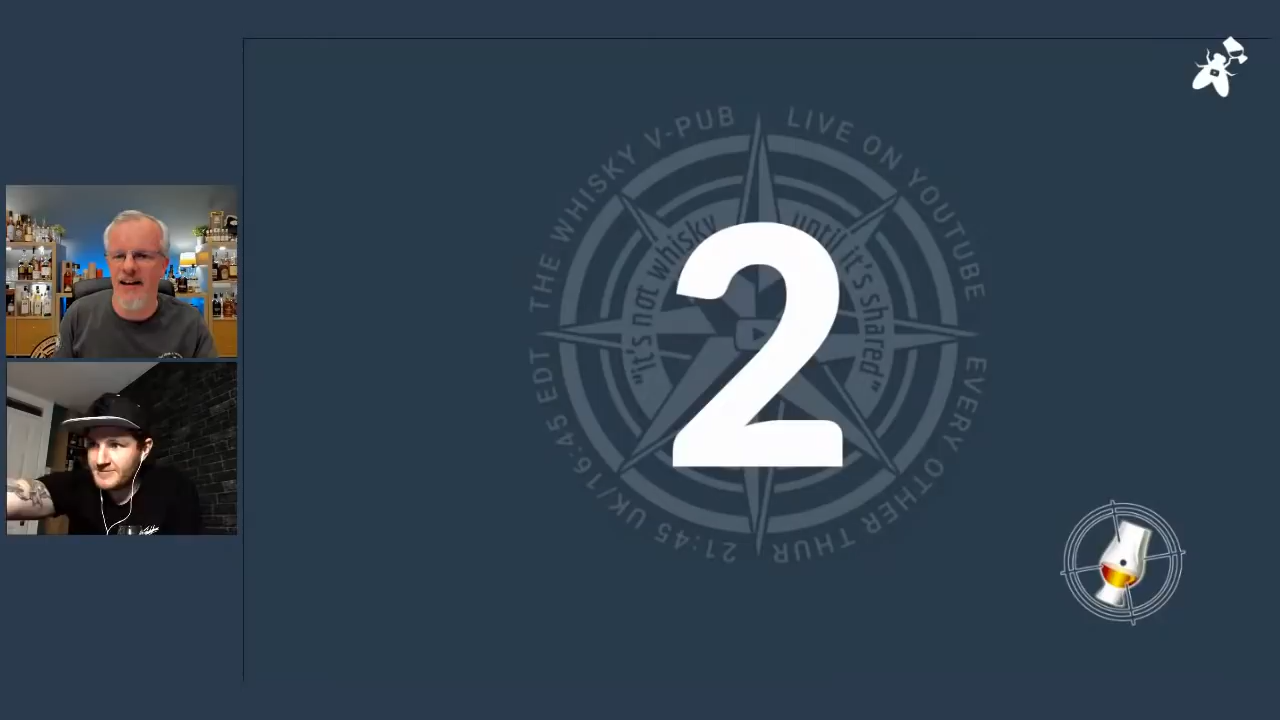 THE WHISKY V-PUB
LIVE ON YOUTUBE
EVERY OTHER THUR
21:45 UK/16:45 EDT
"it's not whisky
until it's shared"
2